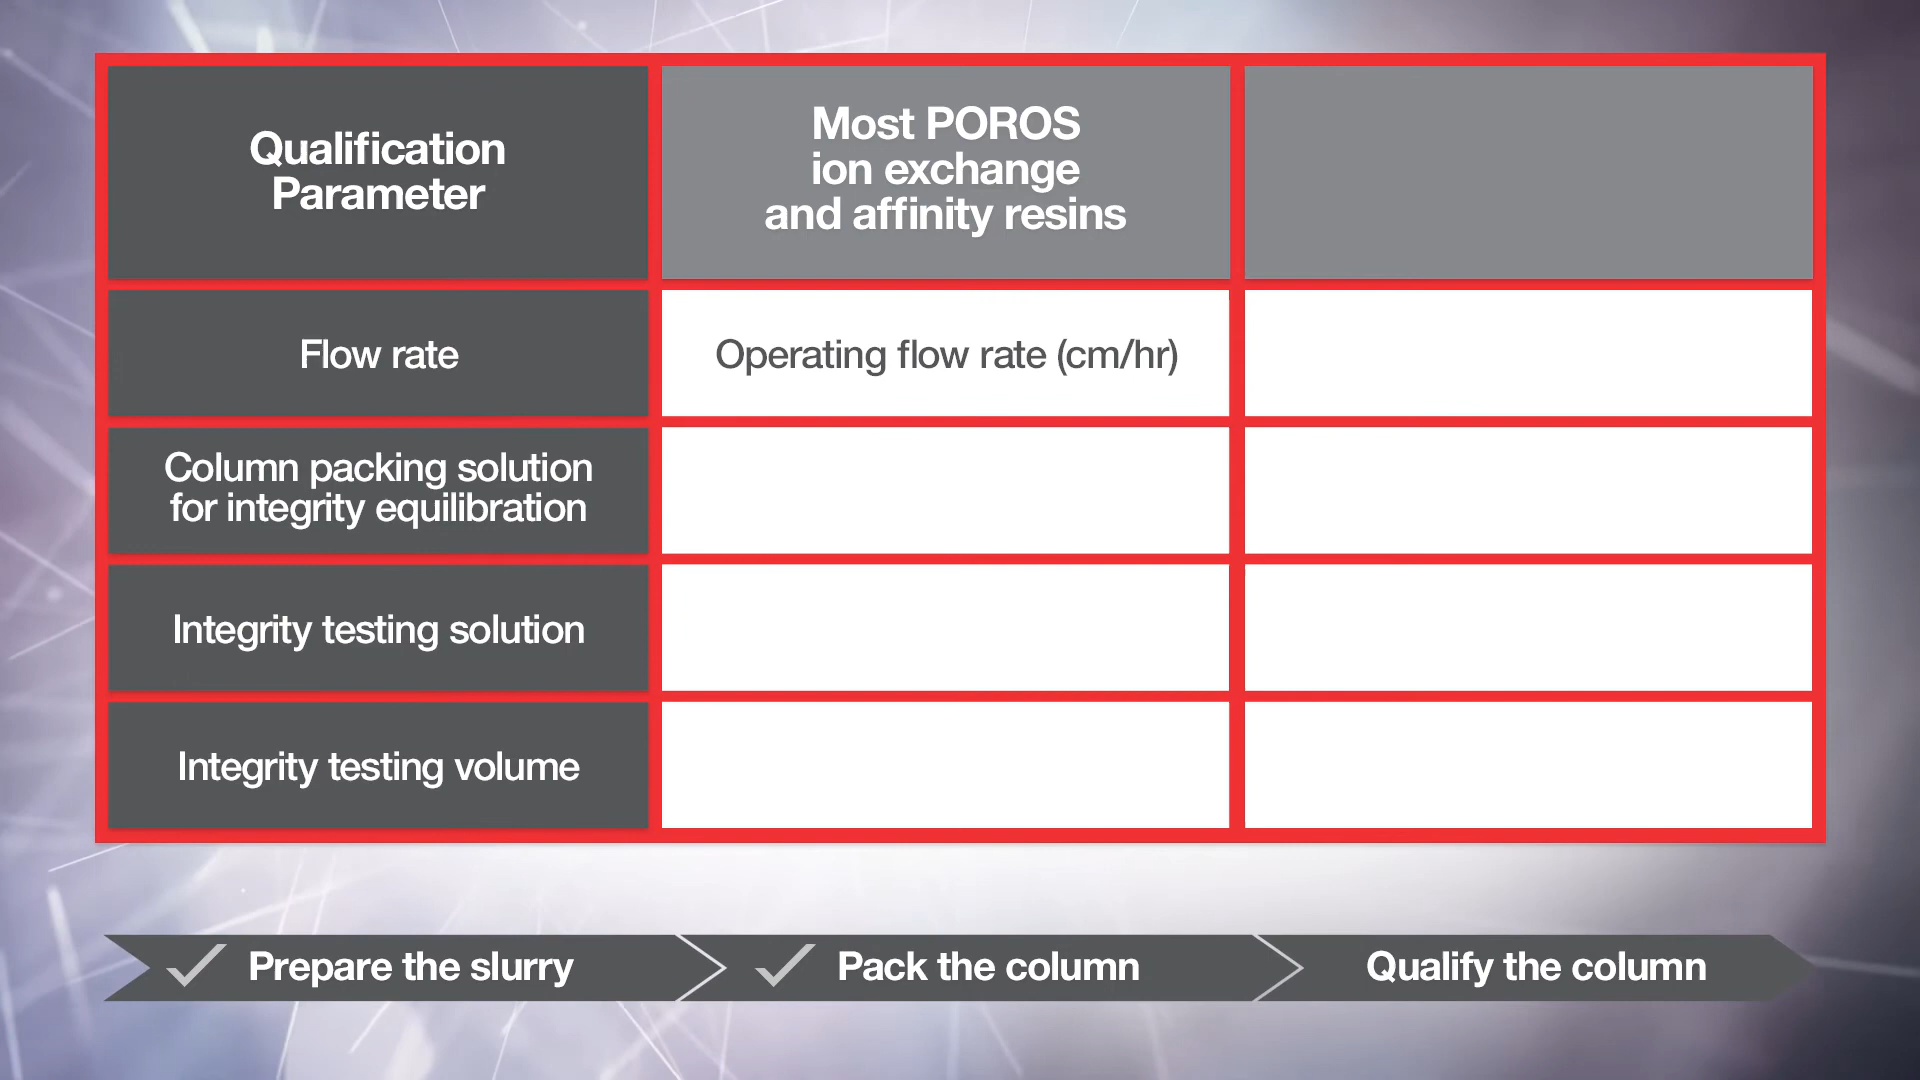 Qualification
Parameter
Most POROS
ion exchange
and affinity resins
Flow rate
Operating flow rate (cm/hr)
Column packing solution
for integrity equilibration
Integrity testing solution
Integrity testing volume
Prepare the slurry
Pack the column
Qualify the column